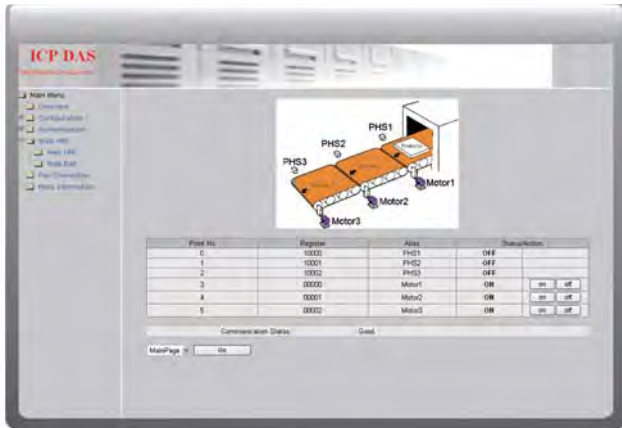 ICP DAS
Main Menu
Overview
Configuration
Authentication
Web HMI
Web HMI
Web Edit
Pair Connection
More Information
PHS1
PHS2
PHS3
Motor1
Motor2
Motor3
Point No. Register Alias Status/Action
0 10000 PHS1 OFF
1 10001 PHS2 OFF
2 10002 PHS3 OFF
3 00000 Motor1 ON on off
4 00001 Motor2 ON on off
5 00002 Motor3 ON on off
Communication Status: Good
MainPage Go